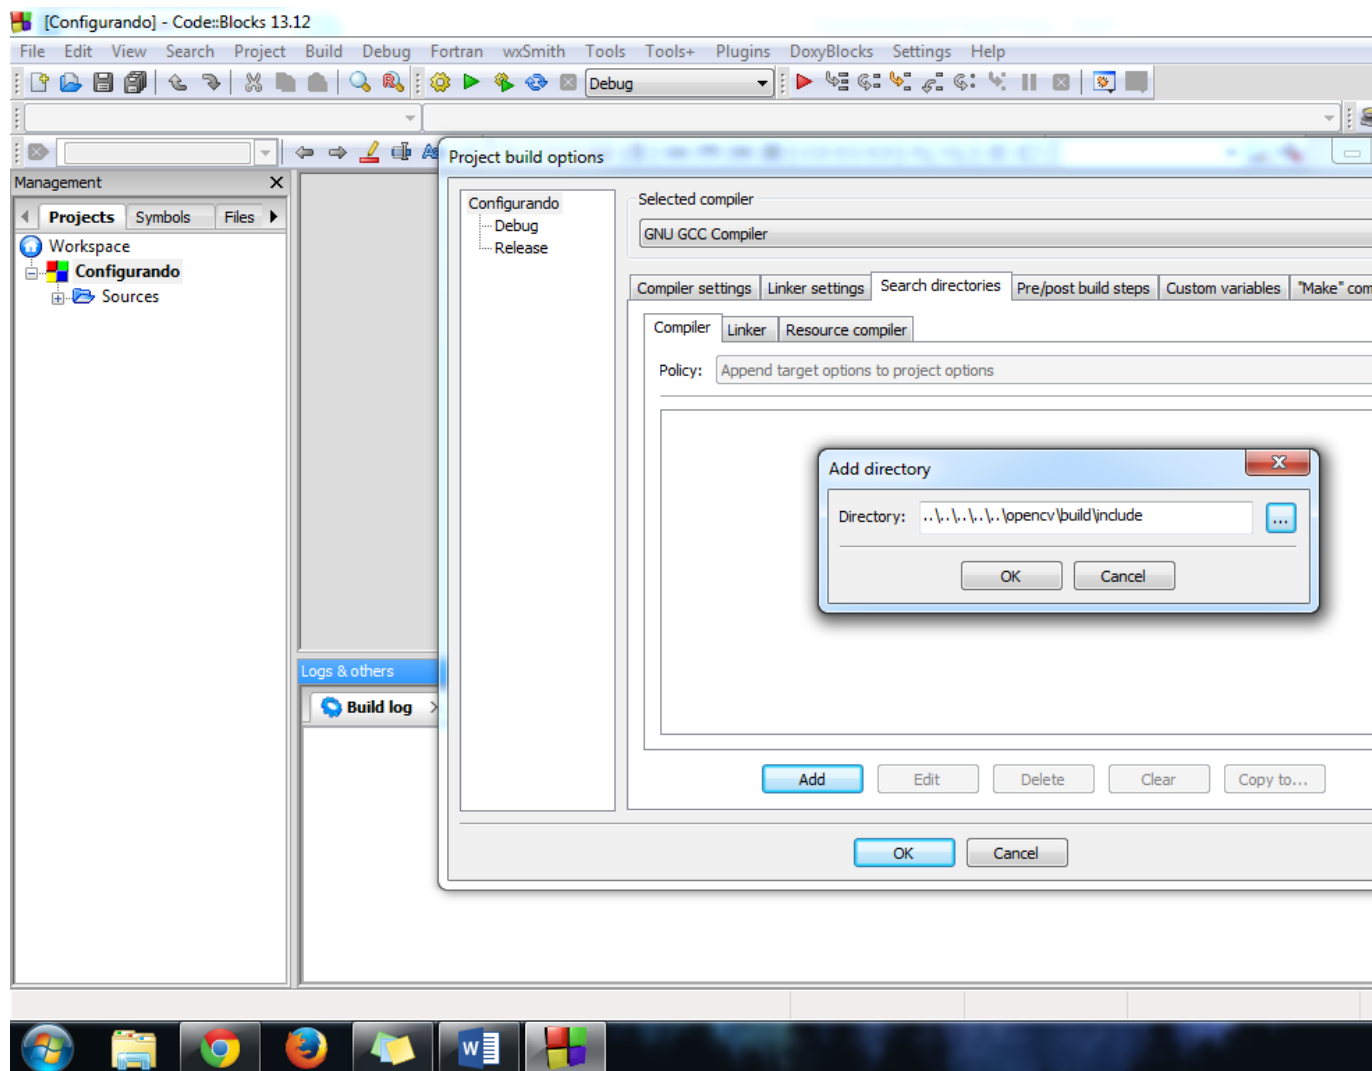 [Configurando] - Code::Blocks 13.12
File Edit View Search Project Build Debug Fortran wxSmith Tools Tools+ Plugins DoxyBlocks Settings Help
Debug
Project build options
Management
Projects Symbols Files
Workspace
Configurando
Sources
Configurando
Debug
Release
Selected compiler
GNU GCC Compiler
Compiler settings Linker settings Search directories Pre/post build steps Custom variables "Make" com
Compiler Linker Resource compiler
Policy: Append target options to project options
Add directory
Directory: ..\..\..\..\..\opencv\build\include
...
OK Cancel
Add Edit Delete Clear Copy to...
OK Cancel
Logs & others
Build log
W